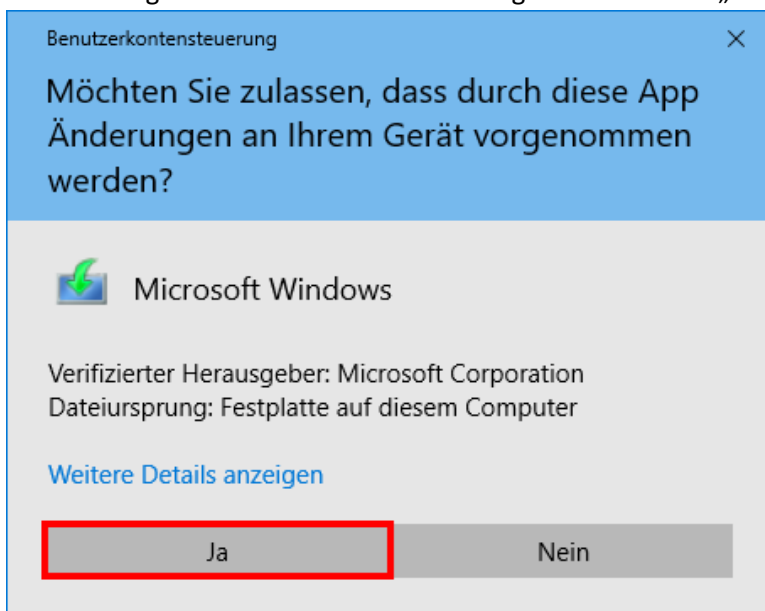 Benutzerkontensteuerung
Möchten Sie zulassen, dass durch diese App
Änderungen an Ihrem Gerät vorgenommen
werden?
Microsoft Windows
Verifizierter Herausgeber: Microsoft Corporation
Dateiursprung: Festplatte auf diesem Computer
Weitere Details anzeigen
Ja Nein